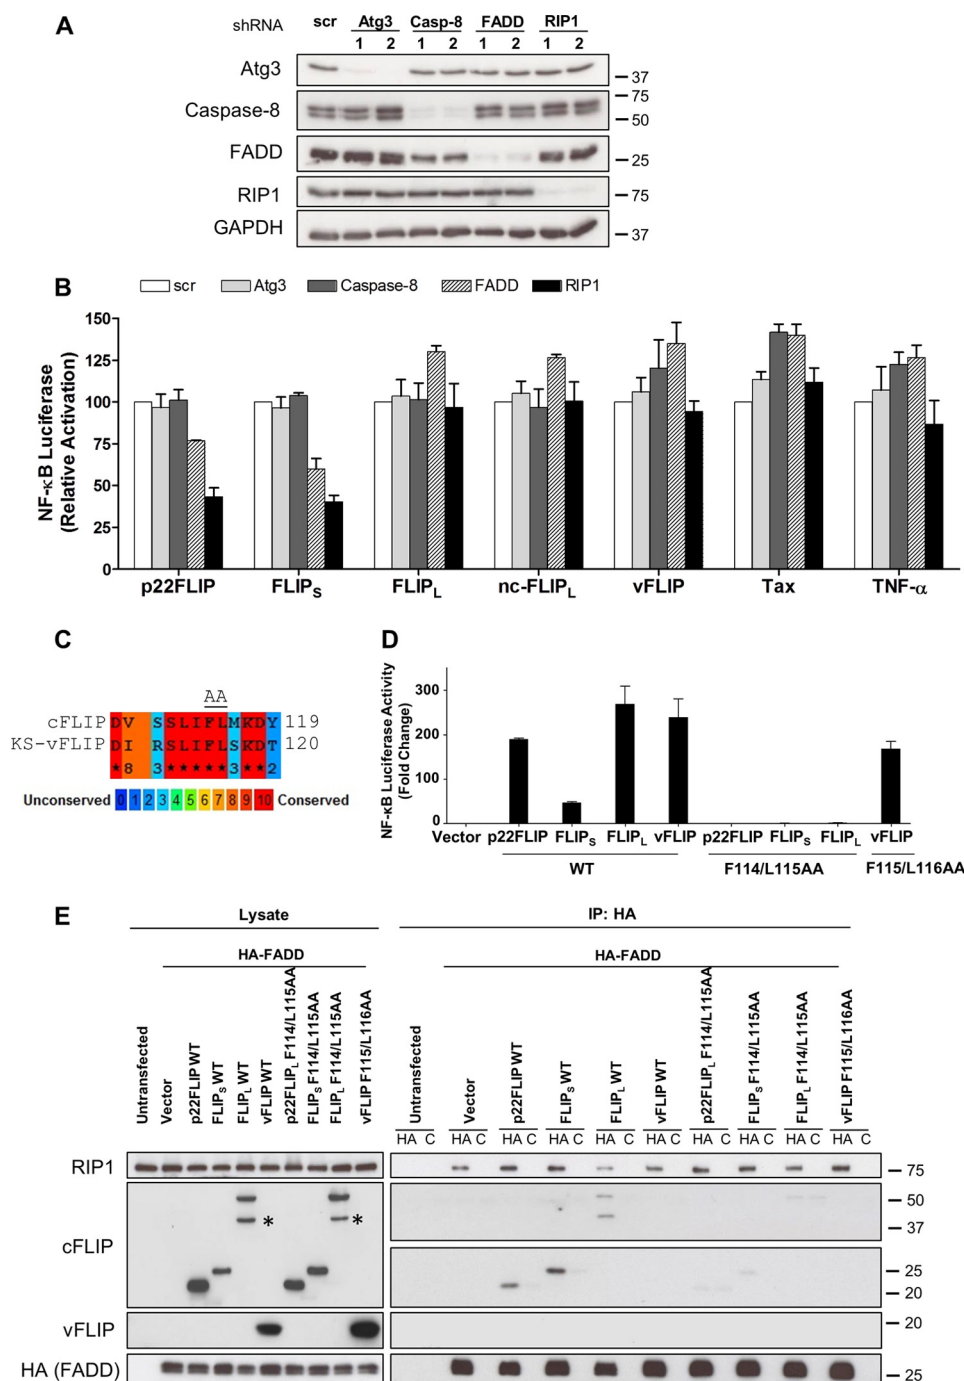 A
shRNA scr Atg3 Casp-8 FADD RIP1
1 2 1 2 1 2 1 2
Atg3
37
Caspase-8
75
50
FADD
25
RIP1
75
GAPDH
37
B
scr Atg3 Caspase-8 FADD RIP1
NF-κB Luciferase
(Relative Activation)
150
125
100
75
50
25
0
p22FLIP FLIPS FLIPL nc-FLIPL vFLIP Tax TNF-α
C
AA
cFLIP DV SSLIFLMKDY 119
KS-vFLIP DI RSLIFLSKDT 120
★8 3★★★★★3★★2
Unconserved 0 1 2 3 4 5 6 7 8 9 10 Conserved
D
NF-κB Luciferase Activity
(Fold Change)
300
200
100
0
Vector p22FLIP FLIPS FLIPL vFLIP p22FLIP FLIPS FLIPL vFLIP
WT F114/L115AA F115/L116AA
E
Lysate
HA-FADD
Untransfected
Vector
p22FLIP WT
FLIPS WT
FLIPL WT
vFLIP WT
p22FLIPL F114/L115AA
FLIPS F114/L115AA
FLIPL F114/L115AA
vFLIP F115/L116AA
IP: HA
HA-FADD
Untransfected
Vector
p22FLIP WT
FLIPS WT
FLIPL WT
vFLIP WT
p22FLIPL F114/L115AA
FLIPS F114/L115AA
FLIPL F114/L115AA
vFLIP F115/L116AA
HA C HA C HA C HA C HA C HA C HA C HA C HA C HA C
RIP1
75
cFLIP
* *
50
37
25
20
vFLIP
20
HA (FADD)
25